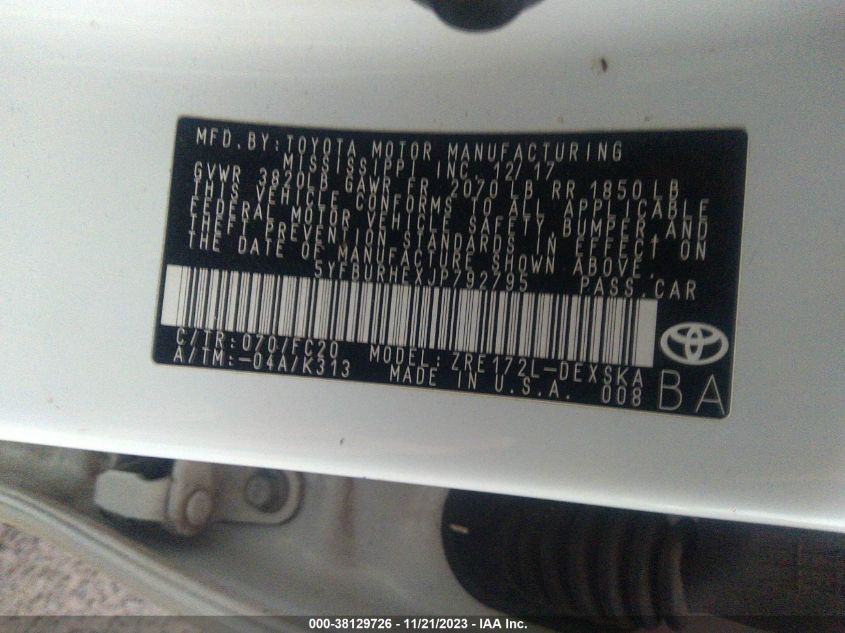 MFD. BY: TOYOTA MOTOR MANUFACTURING
MISSISSIPPI INC. 12/17
GVWR 3820LB GAWR FR 2070 LB RR 1850 LB
THIS VEHICLE CONFORMS TO ALL APPLICABLE
FEDERAL MOTOR VEHICLE SAFETY, BUMPER AND
THEFT PREVENTION STANDARDS IN EFFECT ON
THE DATE OF MANUFACTURE SHOWN ABOVE.
5YFBURHEXJP792795 PASS. CAR
C/TR: 070/FC20 MODEL: ZRE172L-DEXSKA
A/TM: -04A/K313 MADE IN U.S.A. 008
BA
000-38129726 - 11/21/2023 - IAA Inc.